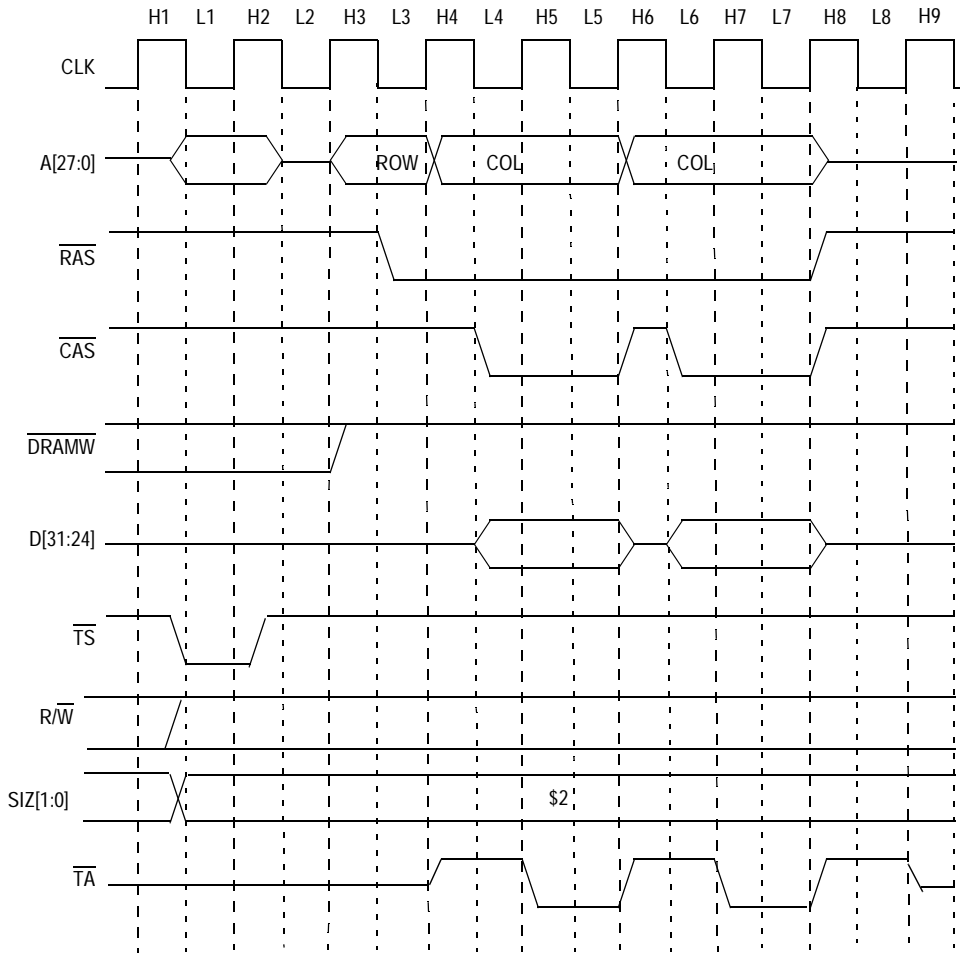 H1 L1 H2 L2 H3 L3 H4 L4 H5 L5 H6 L6 H7 L7 H8 L8 H9
CLK
A[27:0] ROW COL COL
RAS
CAS
DRAMW
D[31:24]
TS
R/W
SIZ[1:0] $2
TA